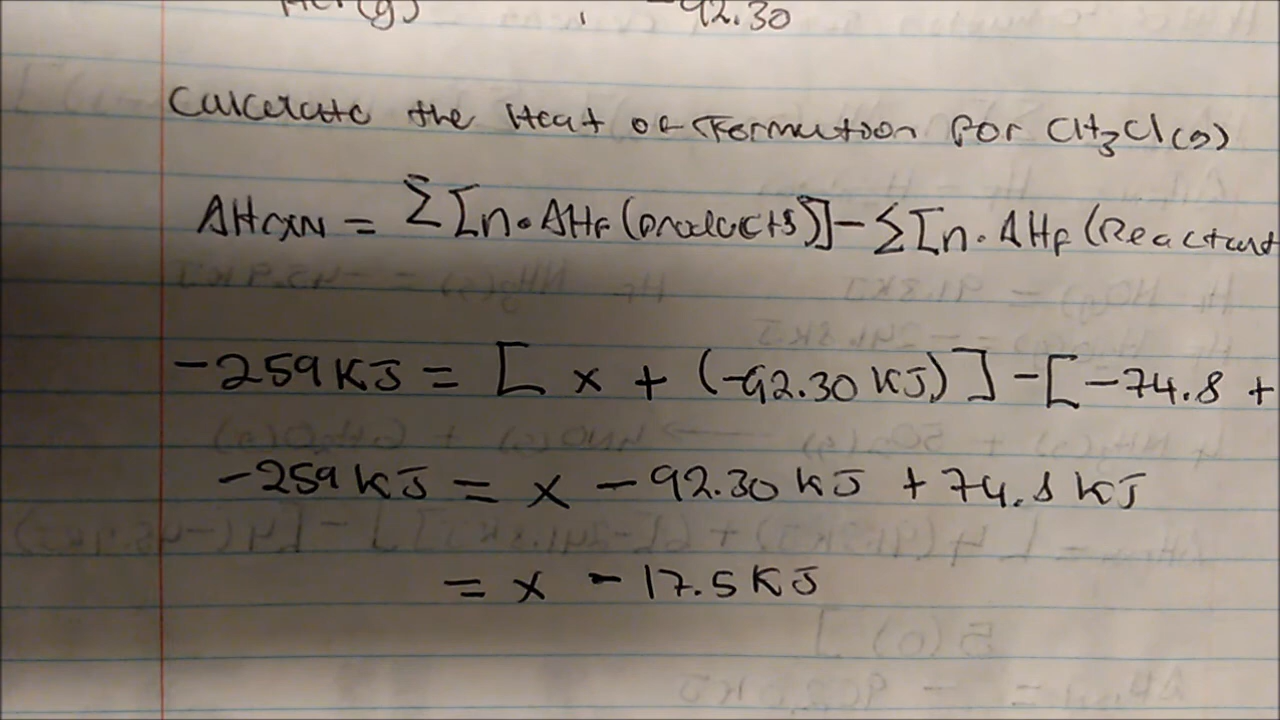 HCl(g) -92.30
Calculate the Heat of Formation for CH₃Cl(g)
ΔHrxn = Σ[n·ΔHf (products)] - Σ[n·ΔHf (Reactant
-259 KJ = [x + (-92.30 KJ)] - [-74.8 +
-259 KJ = x - 92.30 KJ + 74.8 KJ
= x - 17.5 KJ